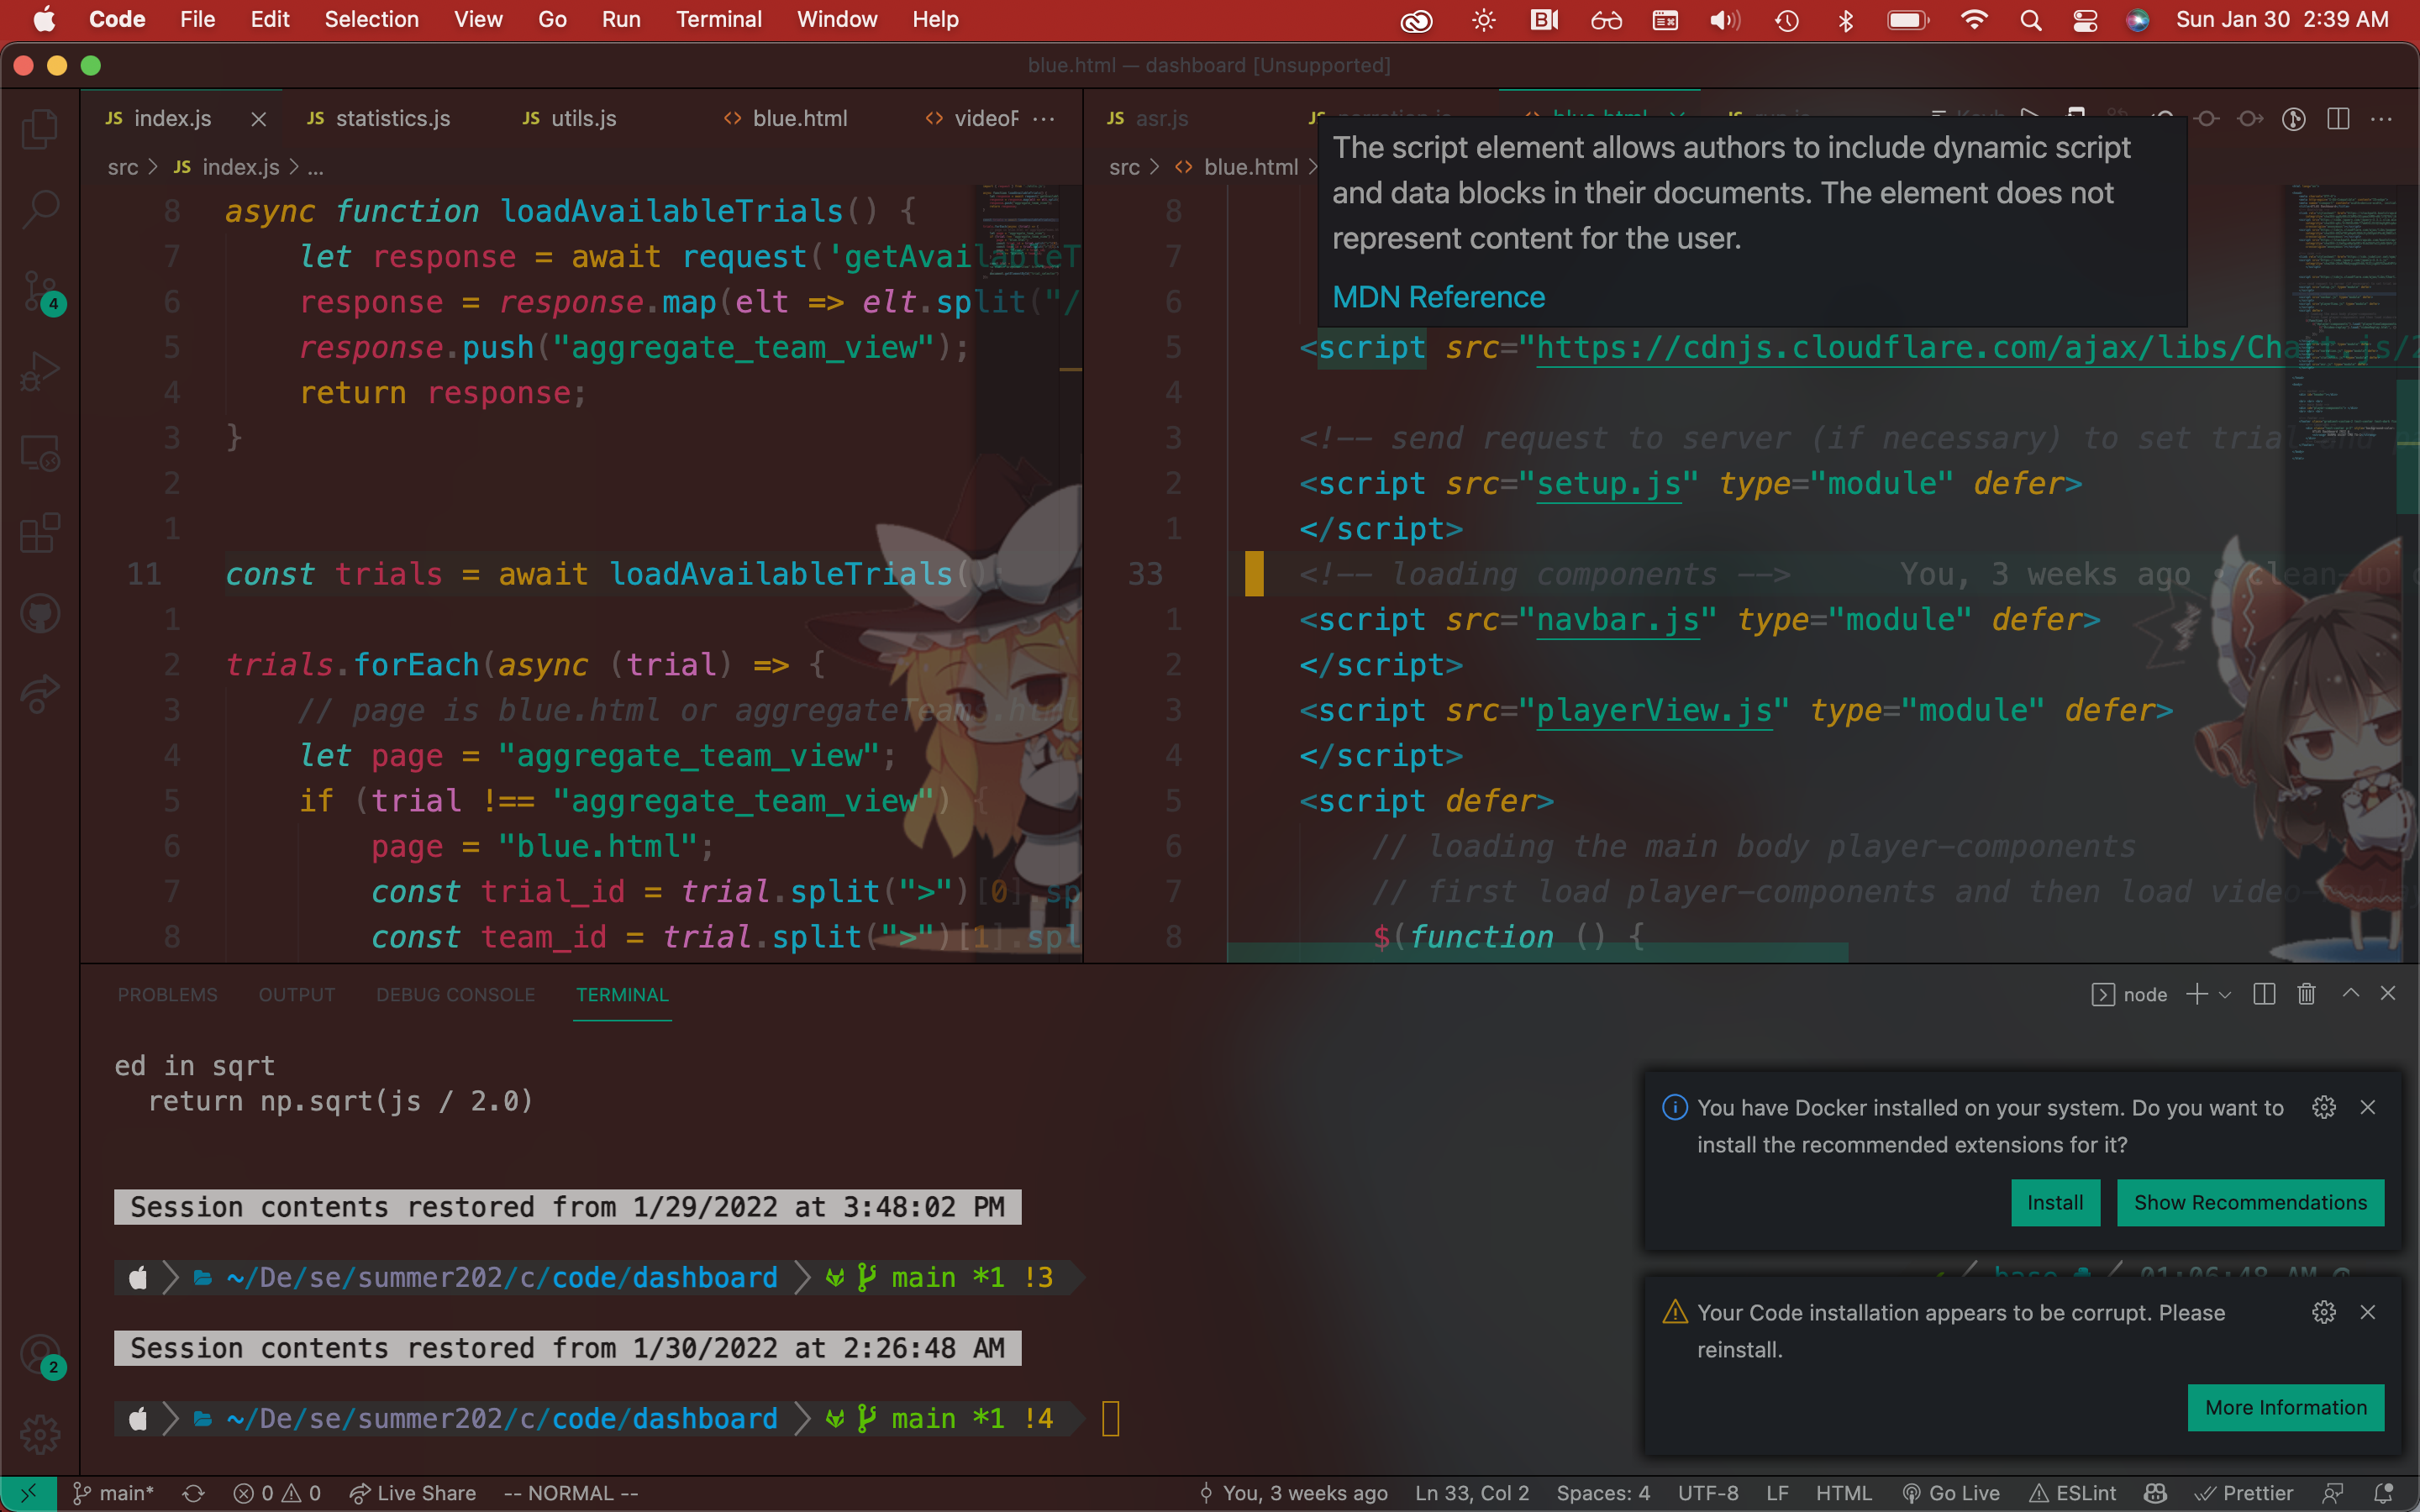 Code File Edit Selection View Go Run Terminal Window Help Sun Jan 30 2:39 AM
blue.html — dashboard [Unsupported]
JS index.js JS statistics.js JS utils.js <> blue.html <> videoF ...
src > JS index.js > ...
8 async function loadAvailableTrials() {
7 let response = await request('getAvailableT
6 response = response.map(elt => elt.split("/
5 response.push("aggregate_team_view");
4 return response;
3 }
2
1
11 const trials = await loadAvailableTrials(
1
2 trials.forEach(async (trial) => {
3 // page is blue.html or aggregateTeams.html
4 let page = "aggregate_team_view";
5 if (trial !== "aggregate_team_view") {
6 page = "blue.html";
7 const trial_id = trial.split(">")[0].sp
8 const team_id = trial.split(">")[1].spl
JS asr.js JS narration.js <> blue.html JS
src > <> blue.html >
The script element allows authors to include dynamic script
and data blocks in their documents. The element does not
represent content for the user.
MDN Reference
8
7
6
5 <script src="https://cdnjs.cloudflare.com/ajax/libs/Chart.js/2
4
3 <!-- send request to server (if necessary) to set trial and
2 <script src="setup.js" type="module" defer>
1 </script>
33 <!-- loading components --> You, 3 weeks ago • clean-up
1 <script src="navbar.js" type="module" defer>
2 </script>
3 <script src="playerView.js" type="module" defer>
4 </script>
5 <script defer>
6 // loading the main body player-components
7 // first load player-components and then load video-
8 $(function () {
PROBLEMS OUTPUT DEBUG CONSOLE TERMINAL node
ed in sqrt
return np.sqrt(js / 2.0)
Session contents restored from 1/29/2022 at 3:48:02 PM
~/De/se/summer202/c/code/dashboard main *1 !3
base 01:06:48 AM
Session contents restored from 1/30/2022 at 2:26:48 AM
~/De/se/summer202/c/code/dashboard main *1 !4
You have Docker installed on your system. Do you want to
install the recommended extensions for it?
Install Show Recommendations
Your Code installation appears to be corrupt. Please
reinstall.
More Information
4
2
main* 0 0 Live Share -- NORMAL -- You, 3 weeks ago Ln 33, Col 2 Spaces: 4 UTF-8 LF HTML Go Live ESLint Prettier